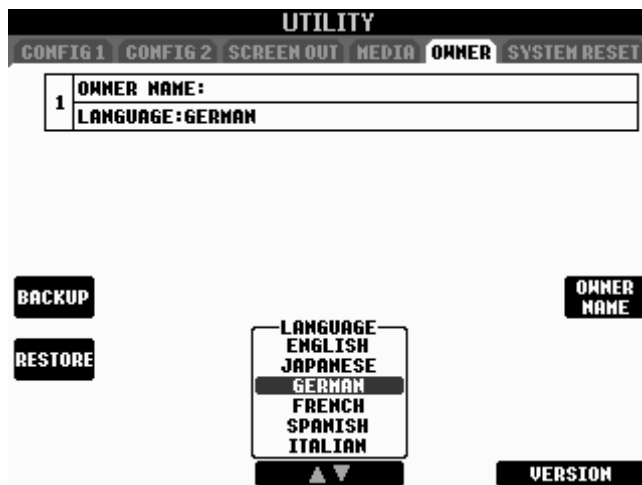 UTILITY
CONFIG 1 CONFIG 2 SCREEN OUT MEDIA OWNER SYSTEM RESET
1
OWNER NAME:
LANGUAGE:GERMAN
BACKUP
OWNER
NAME
RESTORE
LANGUAGE
ENGLISH
JAPANESE
GERMAN
FRENCH
SPANISH
ITALIAN
VERSION